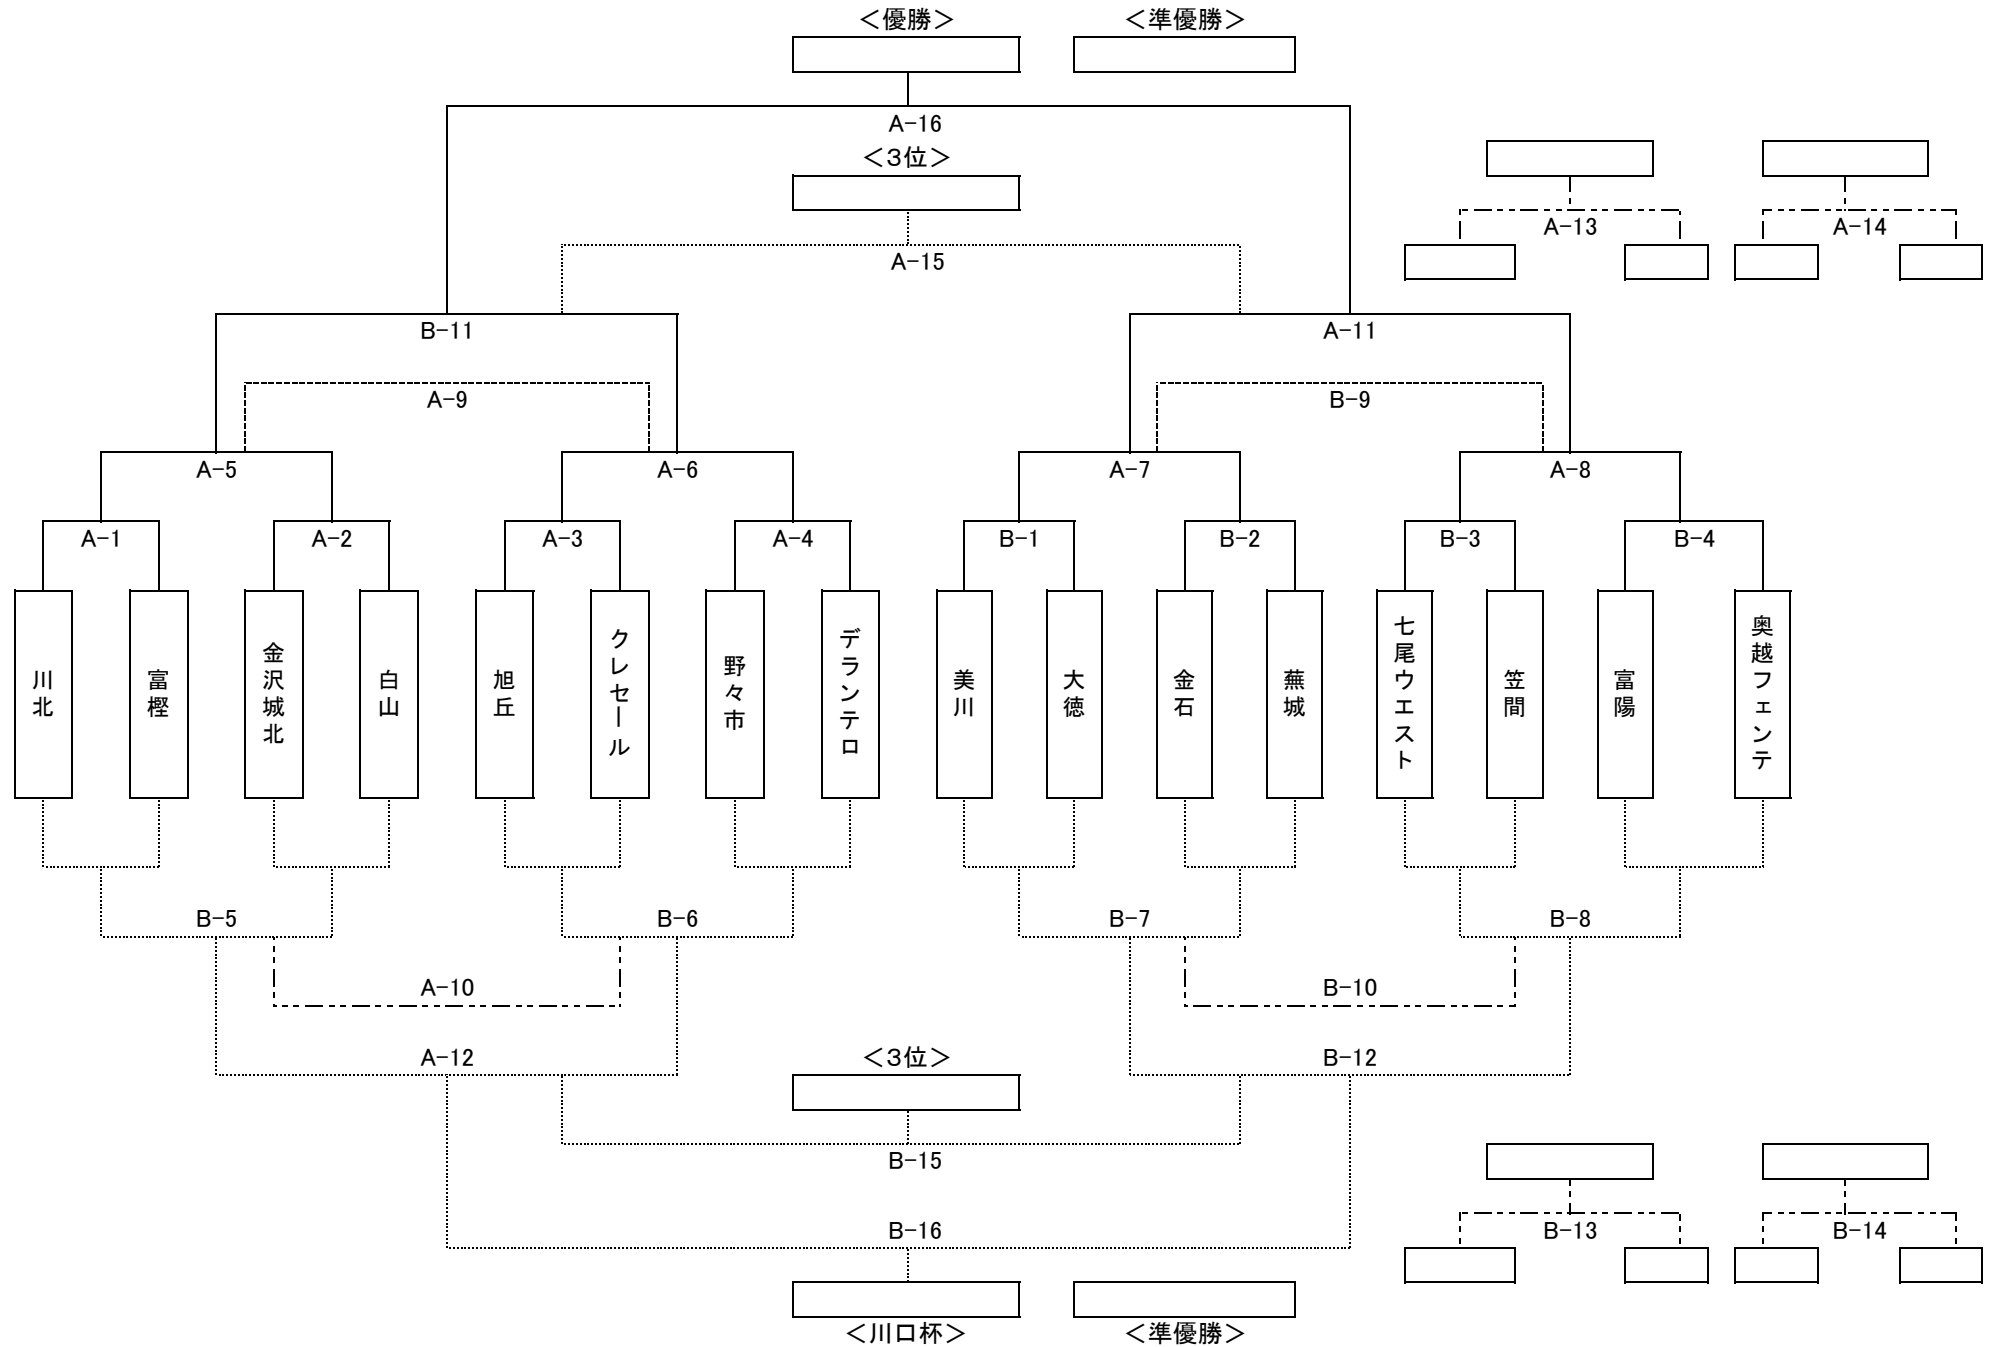 ＜優勝＞ ＜準優勝＞
A-16
＜3位＞
A-13 A-14
A-15
B-11 A-11
A-9 B-9
A-5 A-6 A-7 A-8
A-1 A-2 A-3 A-4 B-1 B-2 B-3 B-4
川北
富樫
金沢城北
白山
旭丘
クレセール
野々市
デランテロ
美川
大徳
金石
蕪城
七尾ウエスト
笠間
富陽
奥越フェンテ
B-5 B-6 B-7 B-8
A-10 B-10
A-12 ＜3位＞ B-12
B-15
B-16 B-13 B-14
＜川口杯＞ ＜準優勝＞